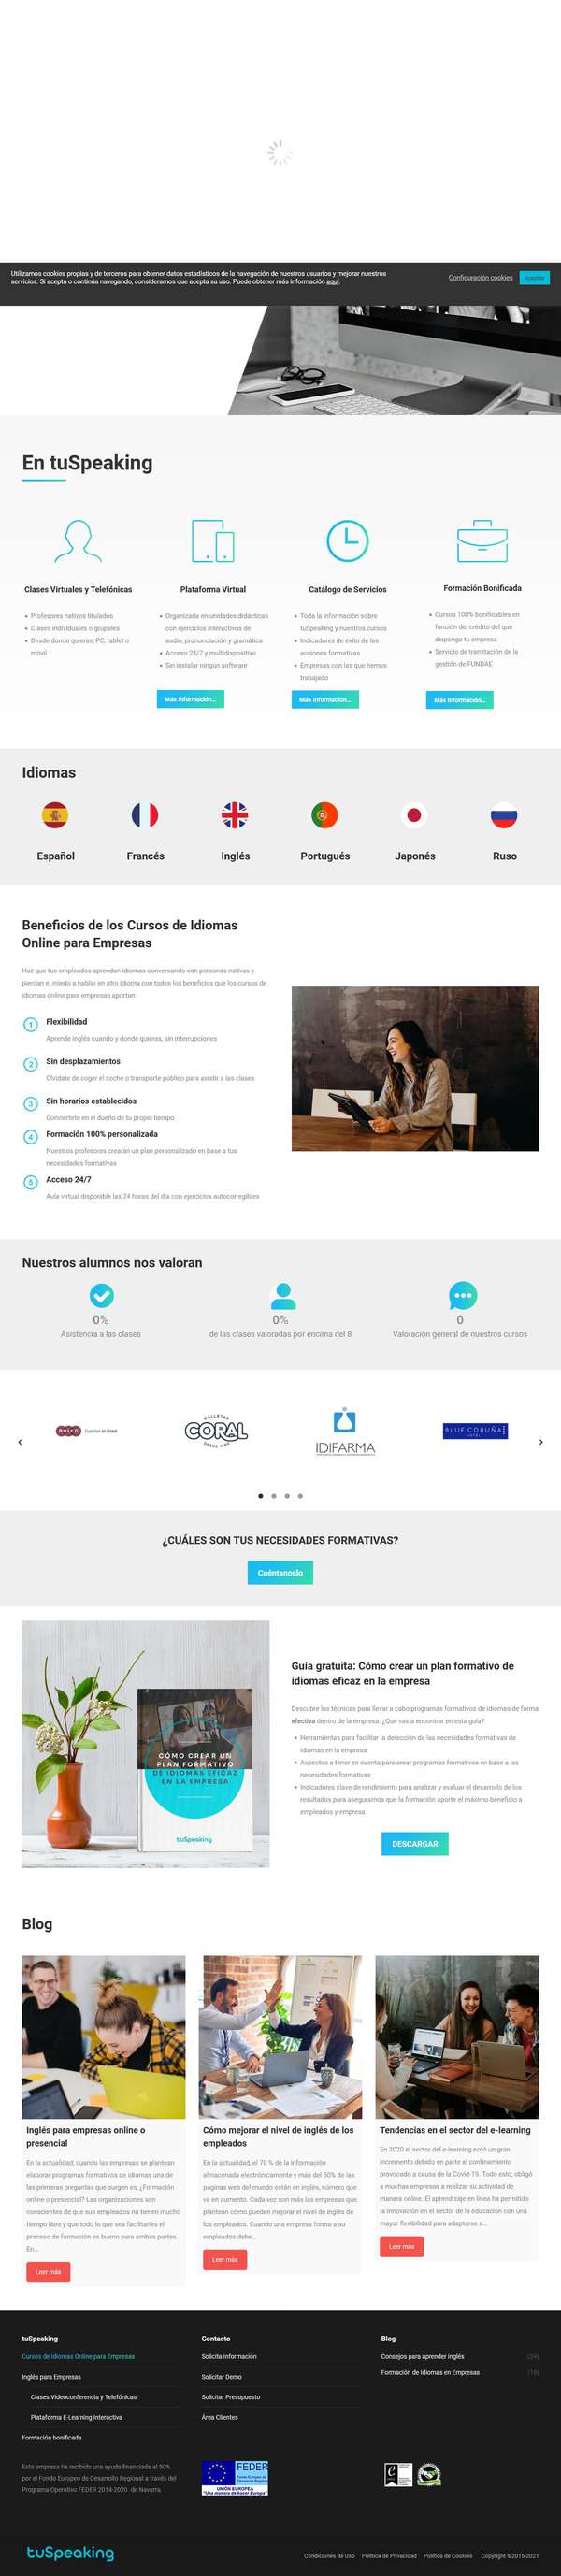 Utilizamos cookies propias y de terceros para obtener datos estadísticos de la navegación de nuestros usuarios y mejorar nuestros
servicios. Si acepta o continúa navegando, consideramos que acepta su uso. Puede obtener más información aquí.
Configuración cookies
Aceptar
En tuSpeaking
Clases Virtuales y Telefónicas
Profesores nativos titulados
Clases individuales o grupales
Desde donde quieras, PC, tablet o
móvil
Plataforma Virtual
Organizada en unidades didácticas
con ejercicios interactivos de
audio, pronunciación y gramática
Acceso 24/7 y multidispositivo
Sin instalar ningún software
Más Información...
Catálogo de Servicios
Toda la información sobre
tuSpeaking y nuestros cursos
Indicadores de éxito de las
acciones formativas
Empresas con las que hemos
trabajado
Más Información...
Formación Bonificada
Cursos 100% bonificables en
función del crédito del que
disponga tu empresa
Servicio de tramitación de la
gestión de FUNDAE
Más Información...
Idiomas
Español
Francés
Inglés
Portugués
Japonés
Ruso
Beneficios de los Cursos de Idiomas
Online para Empresas
Haz que tus empleados aprendan idiomas conversando con personas nativas y
pierdan el miedo a hablar en otro idioma con todos los beneficios que los cursos de
idiomas online para empresas aportan:
1 Flexibilidad
Aprende inglés cuando y donde quieras, sin interrupciones
2 Sin desplazamientos
Olvídate de coger el coche o transporte público para asistir a las clases
3 Sin horarios establecidos
Conviértete en el dueño de tu propio tiempo
4 Formación 100% personalizada
Nuestros profesores crearán un plan personalizado en base a tus
necesidades formativas
5 Acceso 24/7
Aula virtual disponible las 24 horas del día con ejercicios autocorregibles
Nuestros alumnos nos valoran
0%
Asistencia a las clases
0%
de las clases valoradas por encima del 8
0
Valoración general de nuestros cursos
GALLETAS
CORAL
DESDE
IDIFARMA
BLUE CORUÑA
HOTEL
¿CUÁLES SON TUS NECESIDADES FORMATIVAS?
Cuéntanoslo
CÓMO CREAR UN
PLAN FORMATIVO
DE IDIOMAS EFICAZ
EN LA EMPRESA
tuSpeaking
Guía gratuita: Cómo crear un plan formativo de
idiomas eficaz en la empresa
Descubre las técnicas para llevar a cabo programas formativos de idiomas de forma
efectiva dentro de la empresa. ¿Qué vas a encontrar en esta guía?
Herramientas para facilitar la detección de las necesidades formativas de
idiomas en la empresa
Aspectos a tener en cuenta para crear programas formativos en base a las
necesidades formativas
Indicadores clave de rendimiento para analizar y evaluar el desarrollo de los
resultados para asegurarnos que la formación aporte el máximo beneficio a
empleados y empresa
DESCARGAR
Blog
Inglés para empresas online o
presencial
En la actualidad, cuando las empresas se plantean
elaborar programas formativos de idiomas una de
las primeras preguntas que surgen es, ¿Formación
online o presencial? Las organizaciones son
conscientes de que sus empleados no tienen mucho
tiempo libre y que todo lo que sea facilitarles el
proceso de formación es bueno para ambas partes.
En...
Leer más
Cómo mejorar el nivel de inglés de los
empleados
En la actualidad, el 70 % de la información
almacenada electrónicamente y más del 50% de las
páginas web del mundo están en inglés, número que
va en aumento. Cada vez son más las empresas que
plantean cómo pueden mejorar el nivel de inglés de
los empleados. Cuando una empresa forma a su
empleados debe...
Leer más
Tendencias en el sector del e-learning
En 2020 el sector del e-learning notó un gran
incremento debido en parte al confinamiento
provocado a causa de la Covid-19. Todo esto, obligó
a muchas empresas a realizar su actividad de
manera online. El aprendizaje en línea ha permitido
la innovación en el sector de la educación con una
mayor flexibilidad para adaptarse a...
Leer más
tuSpeaking
Cursos de Idiomas Online para Empresas
Inglés para Empresas
Clases Videoconferencia y Telefónicas
Plataforma E-Learning Interactiva
Formación bonificada
Contacto
Solicita Información
Solicitar Demo
Solicitar Presupuesto
Área Clientes
Blog
Consejos para aprender inglés
Formación de Idiomas en Empresas
Esta empresa ha recibido una ayuda financiada al 50%
por el Fondo Europeo de Desarrollo Regional a través del
Programa Operativo FEDER 2014-2020 de Navarra.
FEDER
UNIÓN EUROPEA
"Una manera de hacer Europa"
tuSpeaking
Condiciones de Uso
Política de Privacidad
Política de Cookies
Copyright ©2015-2021